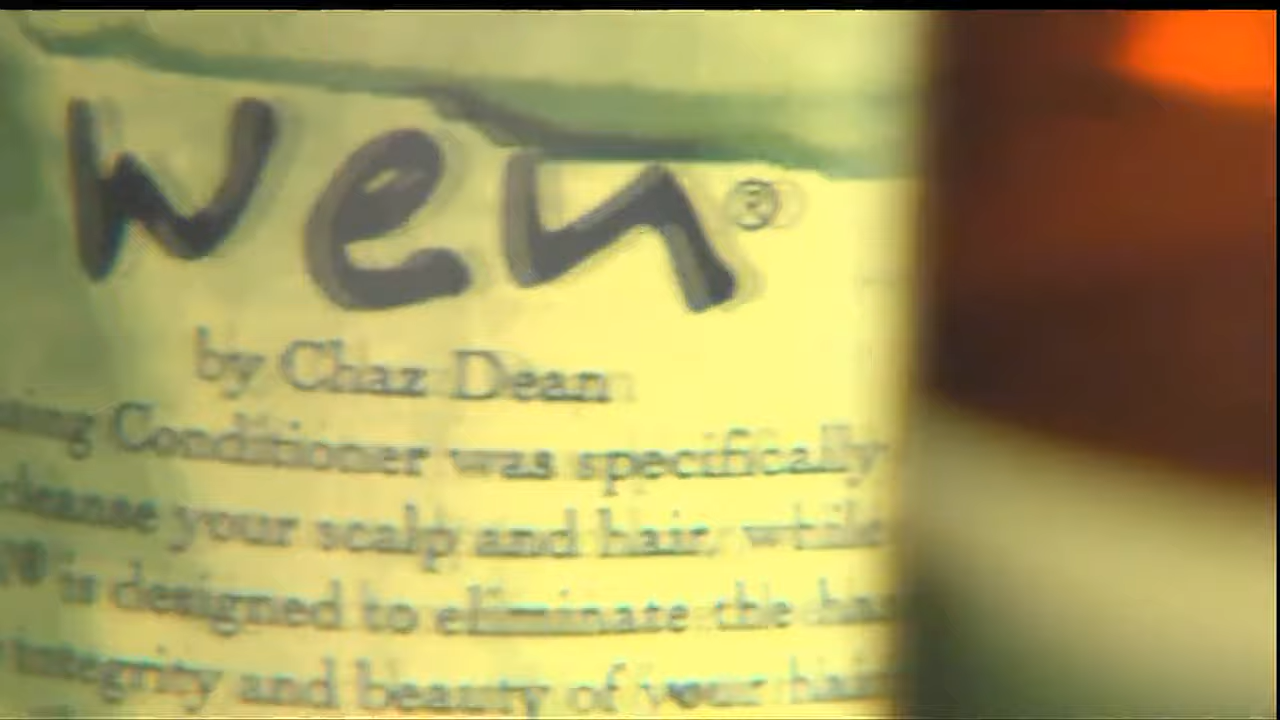 wen®
by Chaz Dean
Conditioner was specifically
cleanse your scalp and hair, while
is designed to eliminate the
integrity and beauty of your hair